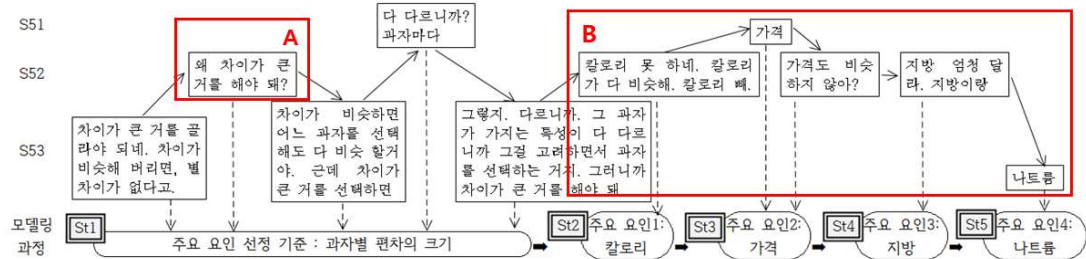 S51
S52
S53
모델링
과정
A
B
차이가 큰 거를 골
라야 되네. 차이가
비슷해 버리면, 별
차이가 없다고.
왜 차이가 큰
거를 해야 돼?
차이가 비슷하면
어느 과자를 선택
해도 다 비슷 할거
야. 근데 차이가
큰 거를 선택하면
다 다르니까?
과자마다
그렇지. 다르니까. 그 과자
가 가지는 특성이 다 다르
니까 그걸 고려하면서 과자
를 선택하는 거지. 그러니까
차이가 큰 거를 해야 돼
칼로리 못 하네. 칼로리
가 다 비슷해. 칼로리 빼.
가격
가격도 비슷
하지 않아?
지방 엄청 달
라. 지방이랑
나트륨
St1
주요 요인 선정 기준 : 과자별 편차의 크기
St2
주요 요인1:
칼로리
St3
주요 요인2:
가격
St4
주요 요인3:
지방
St5
주요 요인4:
나트륨